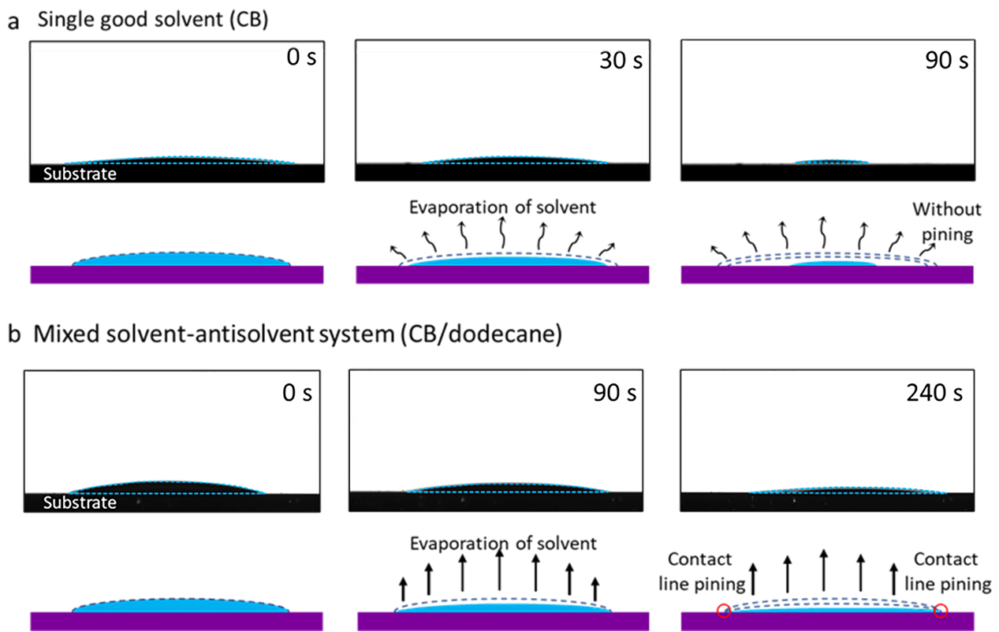 a Single good solvent (CB)
0 s
30 s
90 s
Substrate
Evaporation of solvent
Without
pining
b Mixed solvent-antisolvent system (CB/dodecane)
0 s
90 s
240 s
Substrate
Evaporation of solvent
Contact
line pining
Contact
line pining